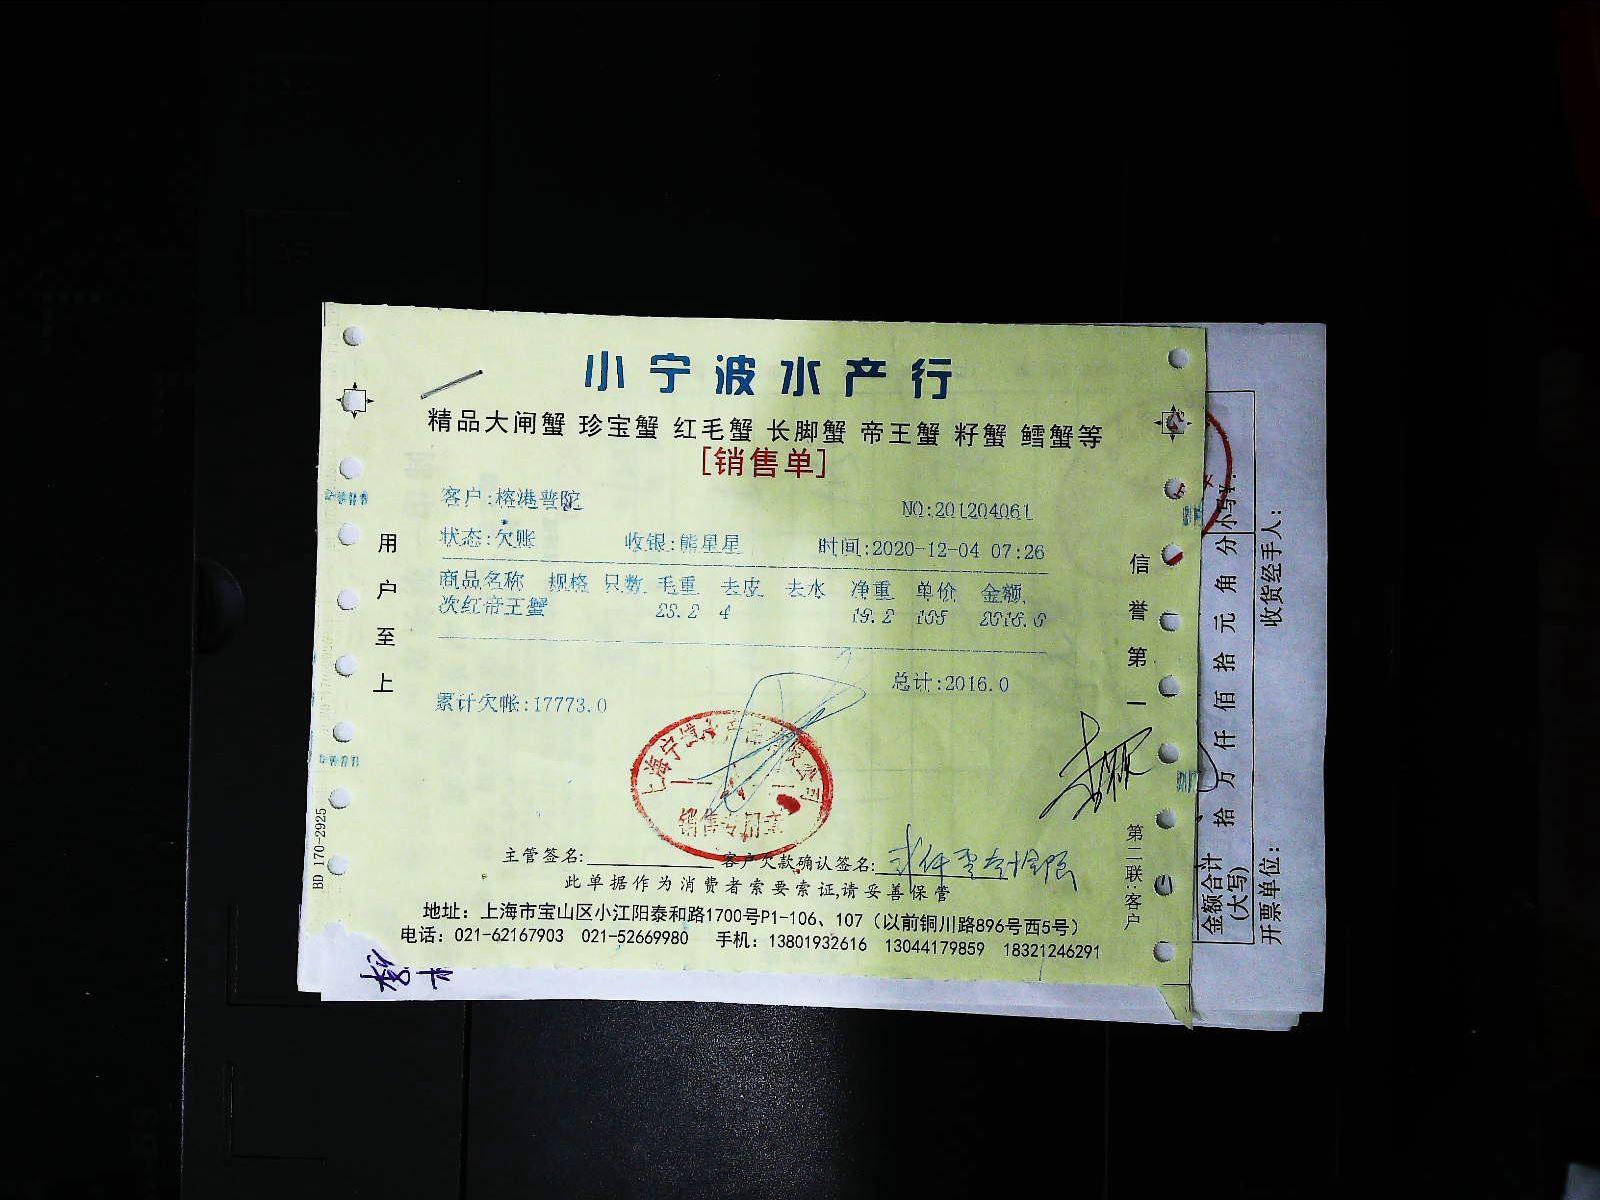 小宁波水产行
精品大闸蟹 珍宝蟹 红毛蟹 长脚蟹 帝王蟹 籽蟹 鳕蟹等
[销售单]
客户:榕港普陀 NO:201204061
状态:欠账 收银:熊星星 时间:2020-12-04 07:26
商品名称 规格 只数 毛重 去皮 去水 净重 单价 金额
次红帝王蟹 23.2 4 19.2 105 2016.0
总计:2016.0
累计欠帐:17773.0
用户至上
信誉第一
第二联:客户
BD 170-2925
销售专用章
主管签名: 客户欠款确认签名:
此单据作为消费者索要索证,请妥善保管
地址：上海市宝山区小江阳泰和路1700号P1-106、107（以前铜川路896号西5号）
电话：021-62167903 021-52669980 手机：13801932616 13044179859 18321246291
金额合计
(大写)
拾 万 仟 佰 拾 元 角 分
开票单位:
收货经手人: